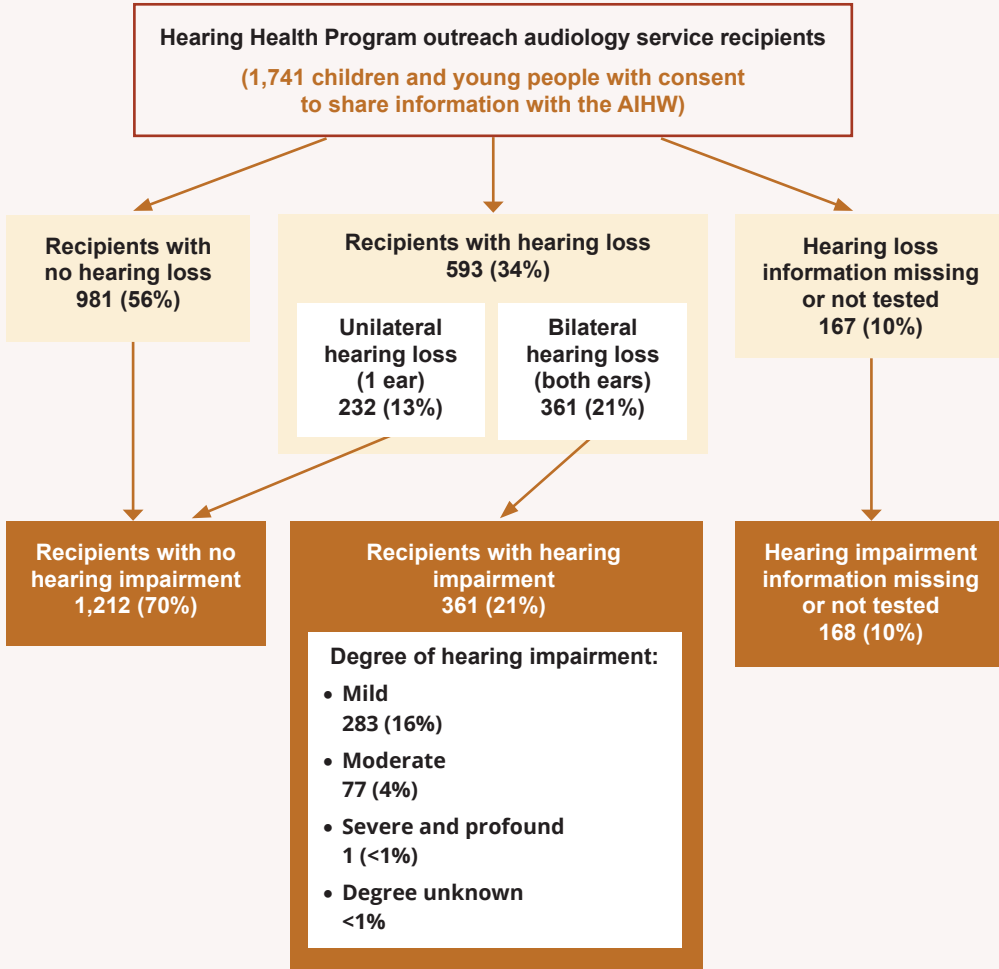 Hearing Health Program outreach audiology service recipients
(1,741 children and young people with consent
to share information with the AIHW)
Recipients with
no hearing loss
981 (56%)
Recipients with hearing loss
593 (34%)
Unilateral
hearing loss
(1 ear)
232 (13%)
Bilateral
hearing loss
(both ears)
361 (21%)
Hearing loss
information missing
or not tested
167 (10%)
Recipients with no
hearing impairment
1,212 (70%)
Recipients with hearing
impairment
361 (21%)
Degree of hearing impairment:
• Mild
283 (16%)
• Moderate
77 (4%)
• Severe and profound
1 (<1%)
• Degree unknown
<1%
Hearing impairment
information missing
or not tested
168 (10%)